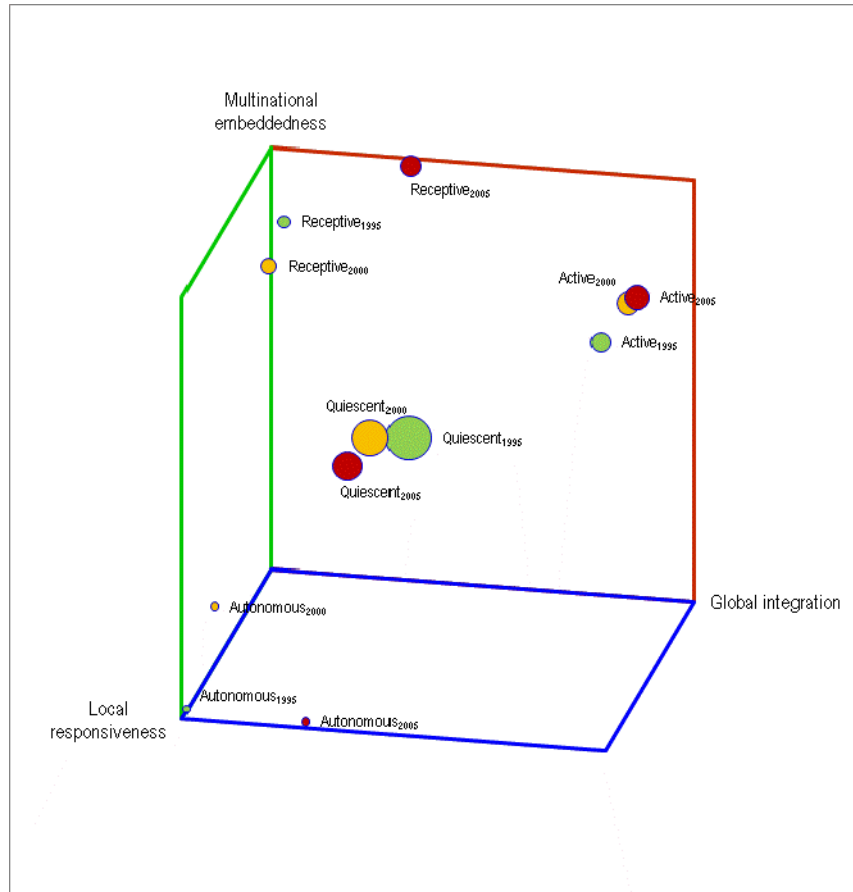 Multinational
embeddedness
Receptive2005
Receptive1995
Receptive2000
Active2000
Active2005
Active1995
Quiescent2000
Quiescent1995
Quiescent2005
Global integration
Autonomous2000
Autonomous1995
Local
responsiveness
Autonomous2005